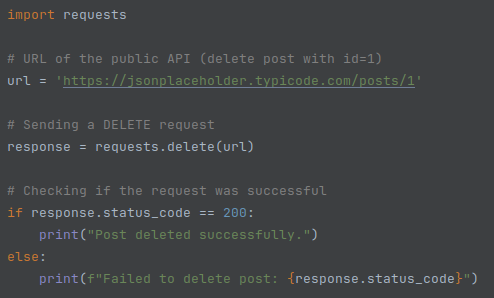 import requests
# URL of the public API (delete post with id=1)
url = 'https://jsonplaceholder.typicode.com/posts/1'
# Sending a DELETE request
response = requests.delete(url)
# Checking if the request was successful
if response.status_code == 200:
    print("Post deleted successfully.")
else:
    print(f"Failed to delete post: {response.status_code}")